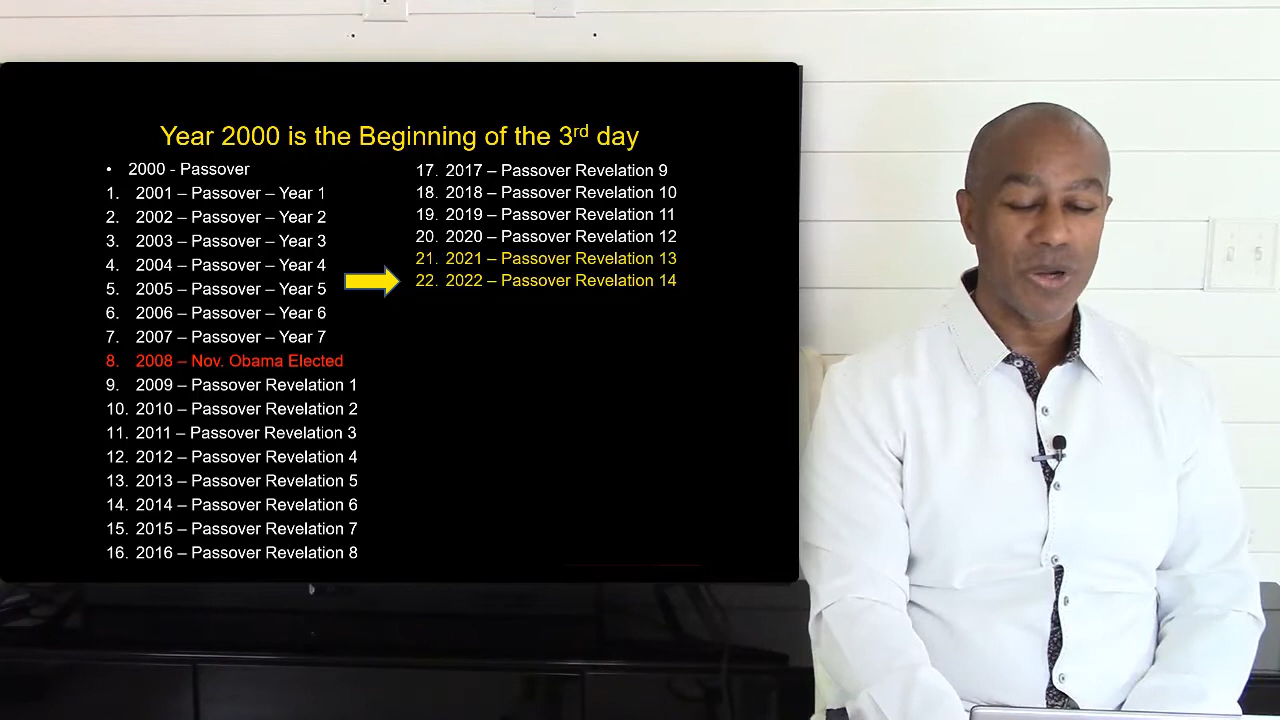 Year 2000 is the Beginning of the 3rd day
• 2000 - Passover
1. 2001 – Passover – Year 1
2. 2002 – Passover – Year 2
3. 2003 – Passover – Year 3
4. 2004 – Passover – Year 4
5. 2005 – Passover – Year 5
6. 2006 – Passover – Year 6
7. 2007 – Passover – Year 7
8. 2008 – Nov. Obama Elected
9. 2009 – Passover Revelation 1
10. 2010 – Passover Revelation 2
11. 2011 – Passover Revelation 3
12. 2012 – Passover Revelation 4
13. 2013 – Passover Revelation 5
14. 2014 – Passover Revelation 6
15. 2015 – Passover Revelation 7
16. 2016 – Passover Revelation 8
17. 2017 – Passover Revelation 9
18. 2018 – Passover Revelation 10
19. 2019 – Passover Revelation 11
20. 2020 – Passover Revelation 12
21. 2021 – Passover Revelation 13
22. 2022 – Passover Revelation 14